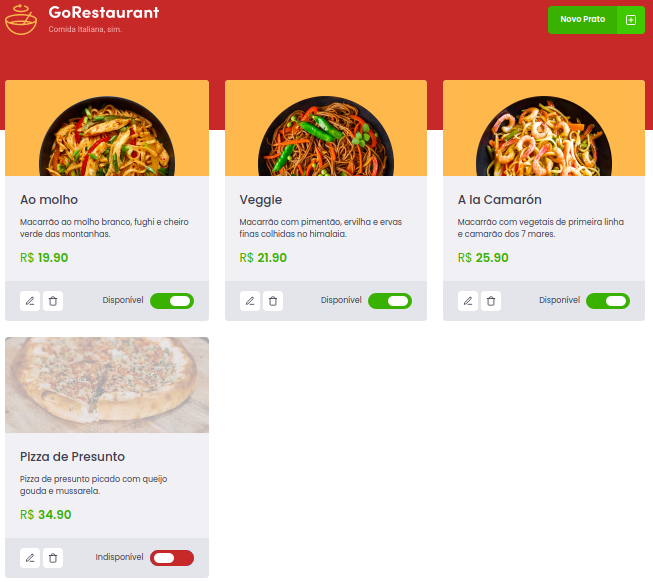 GoRestaurant
Comida Italiana, sim.
Novo Prato
Ao molho
Macarrão ao molho branco, fughi e cheiro
verde das montanhas.
R$ 19.90
Disponível
Veggie
Macarrão com pimentão, ervilha e ervas
finas colhidas no himalaia.
R$ 21.90
Disponível
A la Camarón
Macarrão com vegetais de primeira linha
e camarão dos 7 mares.
R$ 25.90
Disponível
Pizza de Presunto
Pizza de presunto picado com queijo
gouda e mussarela.
R$ 34.90
Indisponível